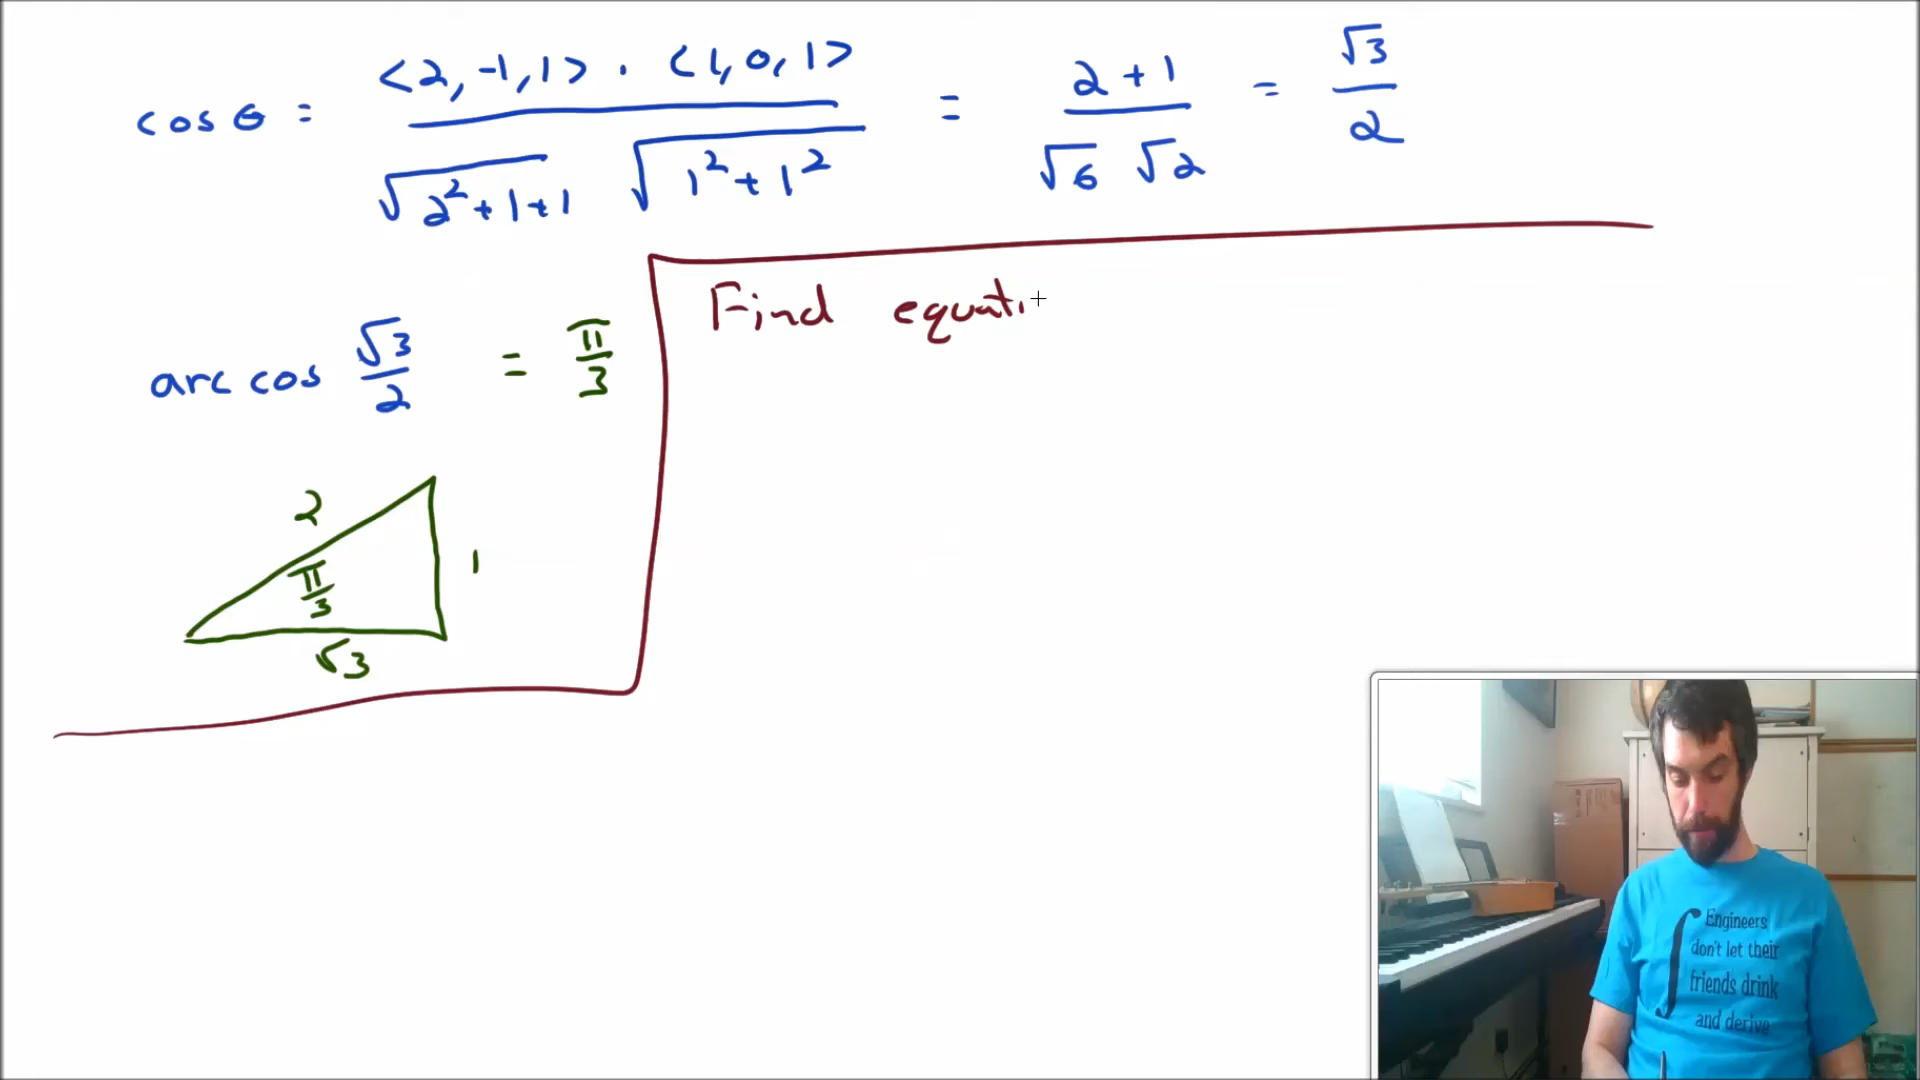 cos θ = <2, -1, 1> · <1, 0, 1> / √(2² + 1 + 1) √(1² + 1²) = 2 + 1 / √6 √2 = √3 / 2
Find equati
arc cos √3 / 2 = π / 3
2
π / 3
1
√3
∫ Engineers
don't let their
friends drink
and derive